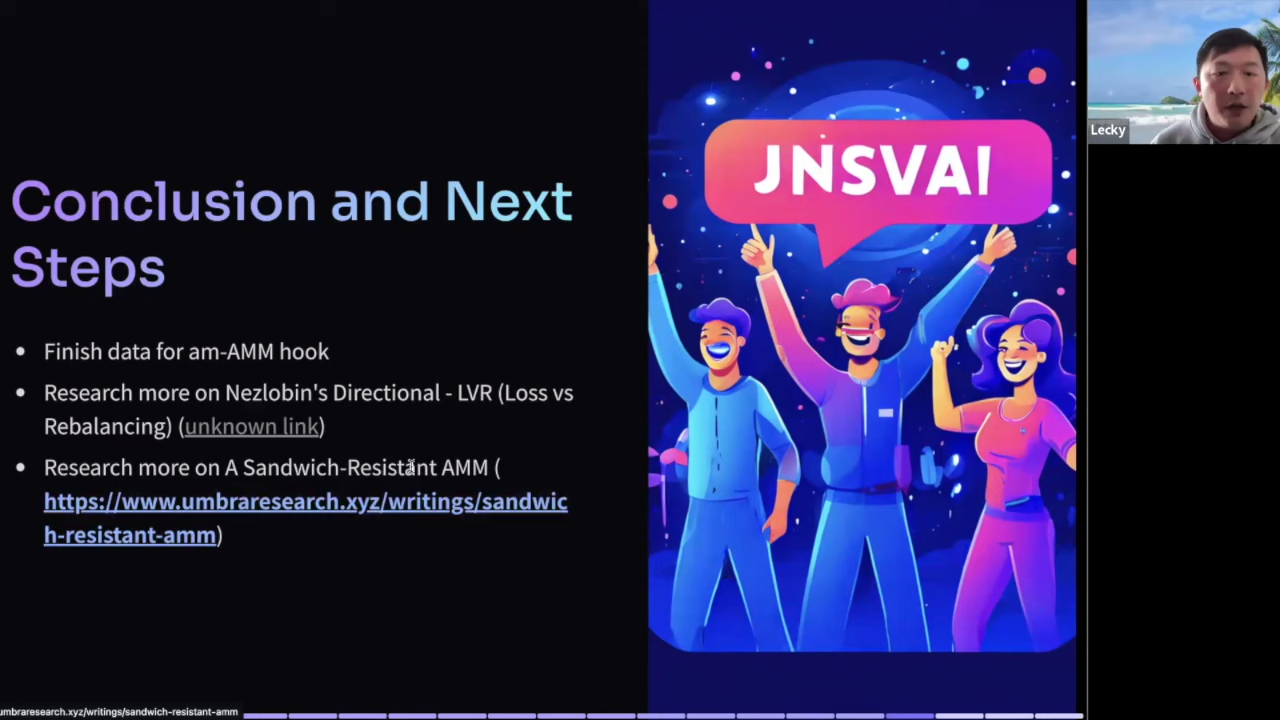 Conclusion and Next
Steps
Finish data for am-AMM hook
Research more on Nezlobin's Directional - LVR (Loss vs
Rebalancing) (unknown link)
Research more on A Sandwich-Resistant AMM (
https://www.umbraresearch.xyz/writings/sandwic
h-resistant-amm)
JNSVAI
Lecky
umbraresearch.xyz/writings/sandwich-resistant-amm